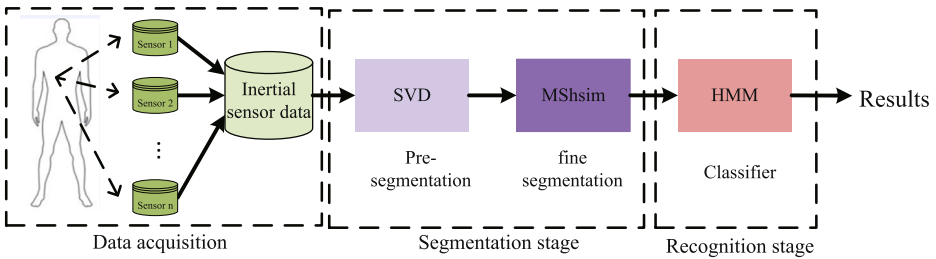 Sensor 1
Sensor 2
...
Sensor n
Inertial
sensor data
SVD
Pre-
segmentation
MShsim
fine
segmentation
HMM
Classifier
Results
Data acquisition
Segmentation stage
Recognition stage